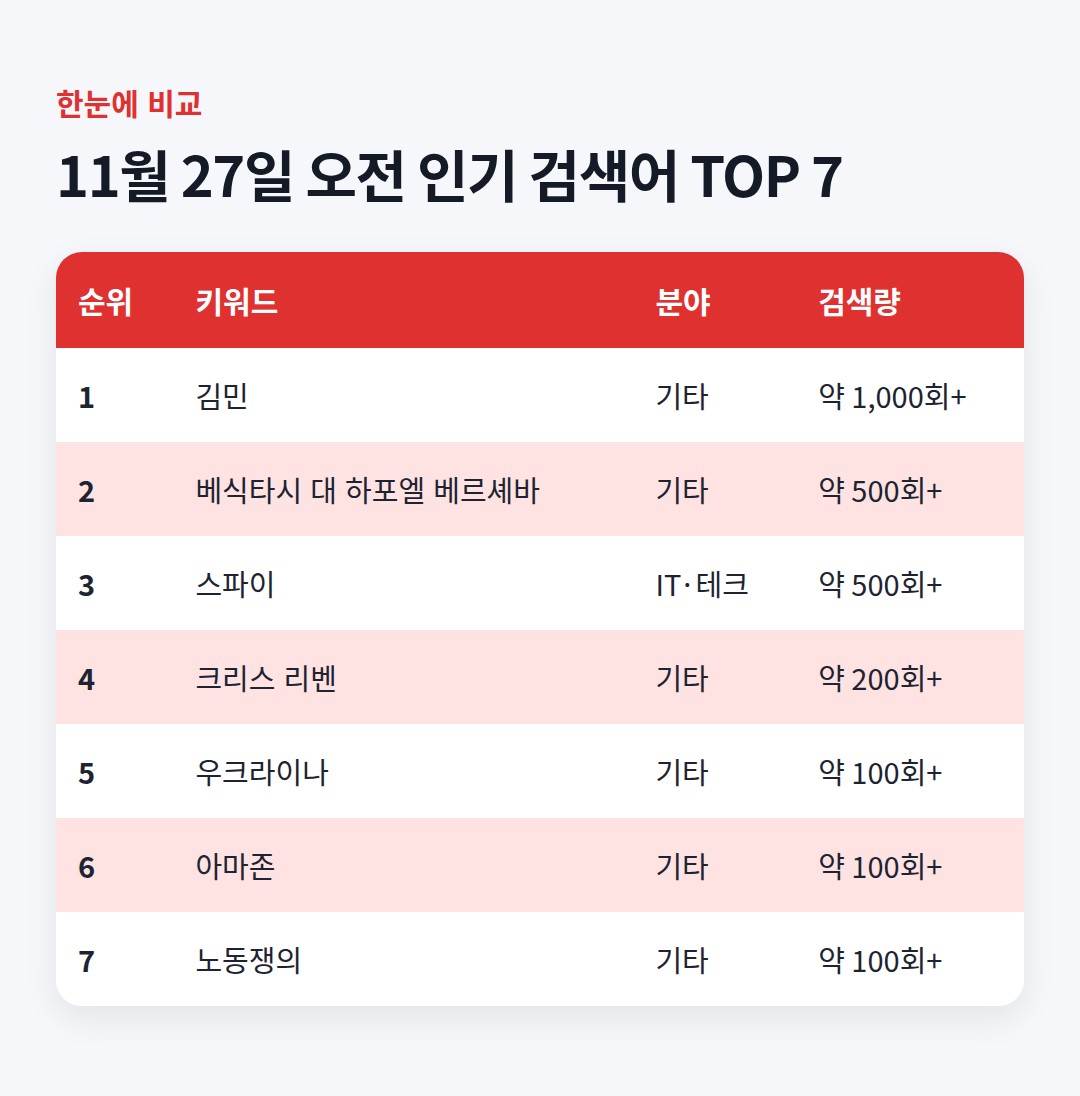 한눈에 비교
11월 27일 오전 인기 검색어 TOP 7
순위 키워드 분야 검색량
1 김민 기타 약 1,000회+
2 베식타시 대 하포엘 베르셰바 기타 약 500회+
3 스파이 IT·테크 약 500회+
4 크리스 리벤 기타 약 200회+
5 우크라이나 기타 약 100회+
6 아마존 기타 약 100회+
7 노동쟁의 기타 약 100회+